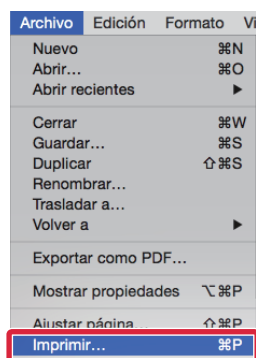 Archivo Edición Formato Vi
Nuevo ⌘N
Abrir... ⌘O
Abrir recientes ▶
Cerrar ⌘W
Guardar... ⌘S
Duplicar ⇧⌘S
Renombrar...
Trasladar a...
Volver a ▶
Exportar como PDF...
Mostrar propiedades ⌥⌘P
Ajustar página... ⇧⌘P
Imprimir... ⌘P